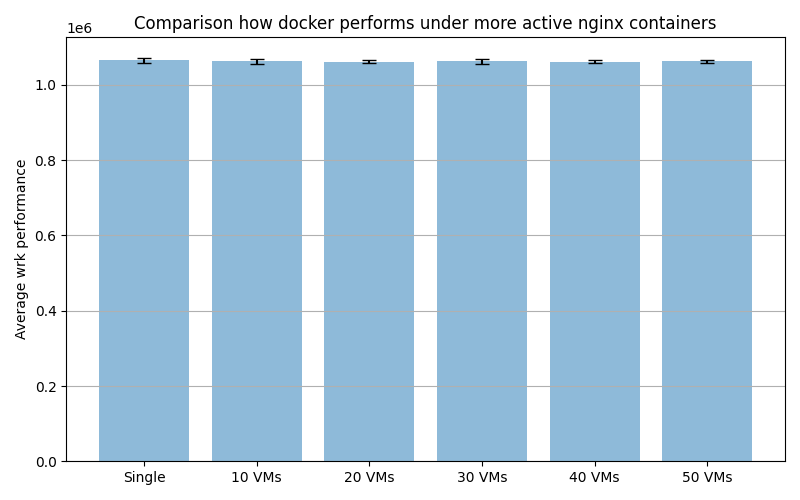 Comparison how docker performs under more active nginx containers
1e6
1.0
0.8
0.6
0.4
0.2
0.0
Average wrk performance
Single
10 VMs
20 VMs
30 VMs
40 VMs
50 VMs